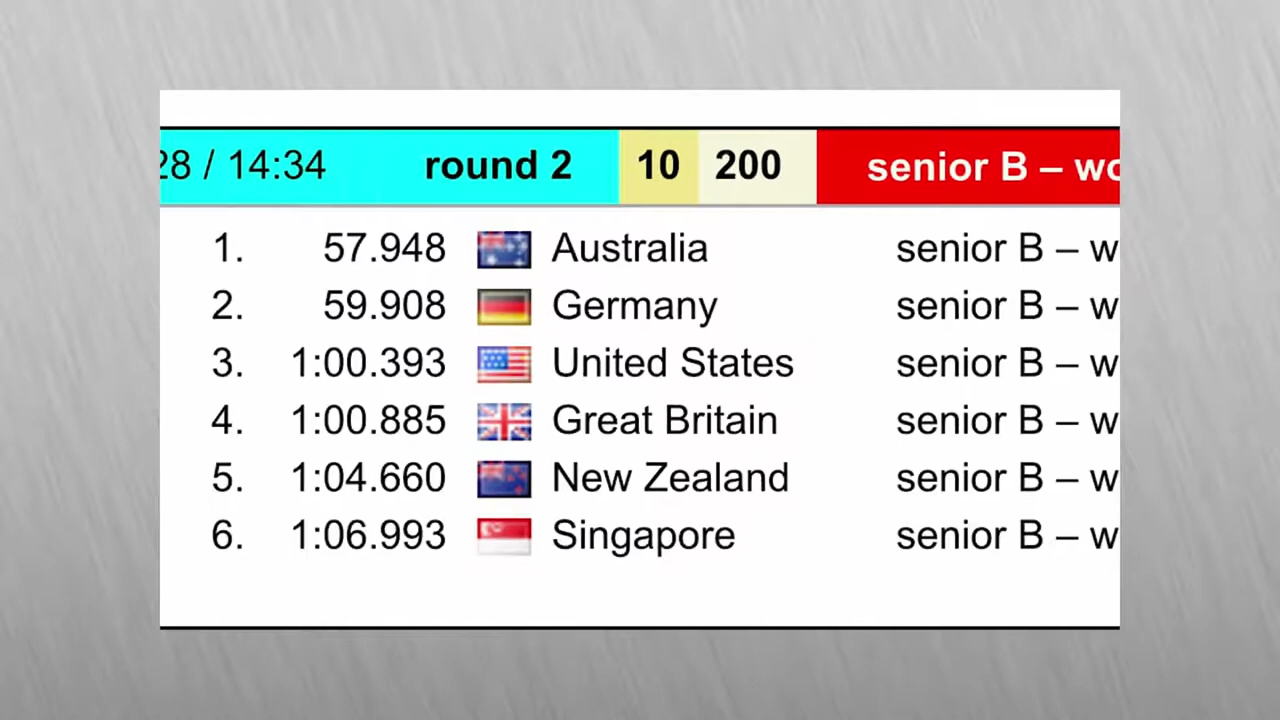 28 / 14:34 round 2 10 200 senior B – wo
1. 57.948 Australia senior B – w
2. 59.908 Germany senior B – w
3. 1:00.393 United States senior B – w
4. 1:00.885 Great Britain senior B – w
5. 1:04.660 New Zealand senior B – w
6. 1:06.993 Singapore senior B – w